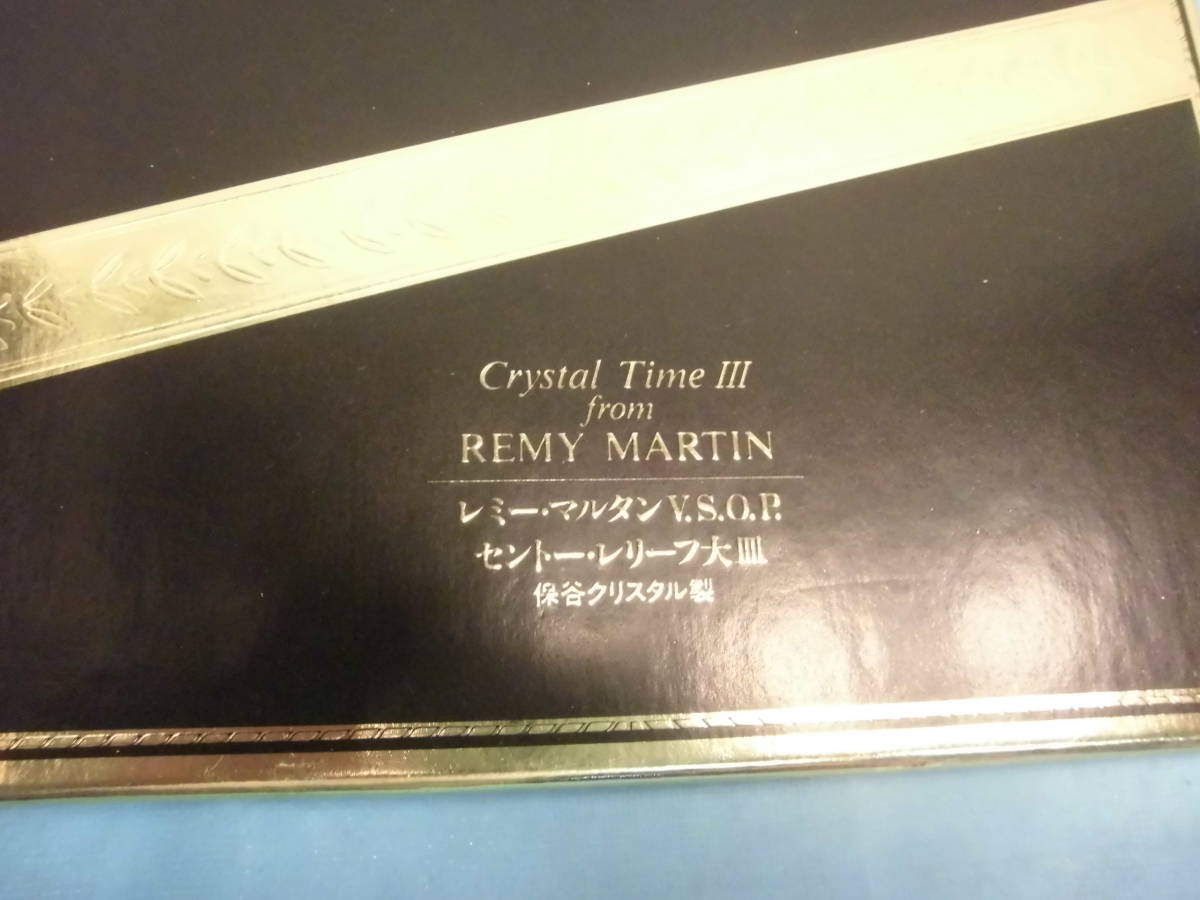 Crystal Time III
from
REMY MARTIN
レミー・マルタンV.S.O.P.
セントー・レリーフ大皿
保谷クリスタル製